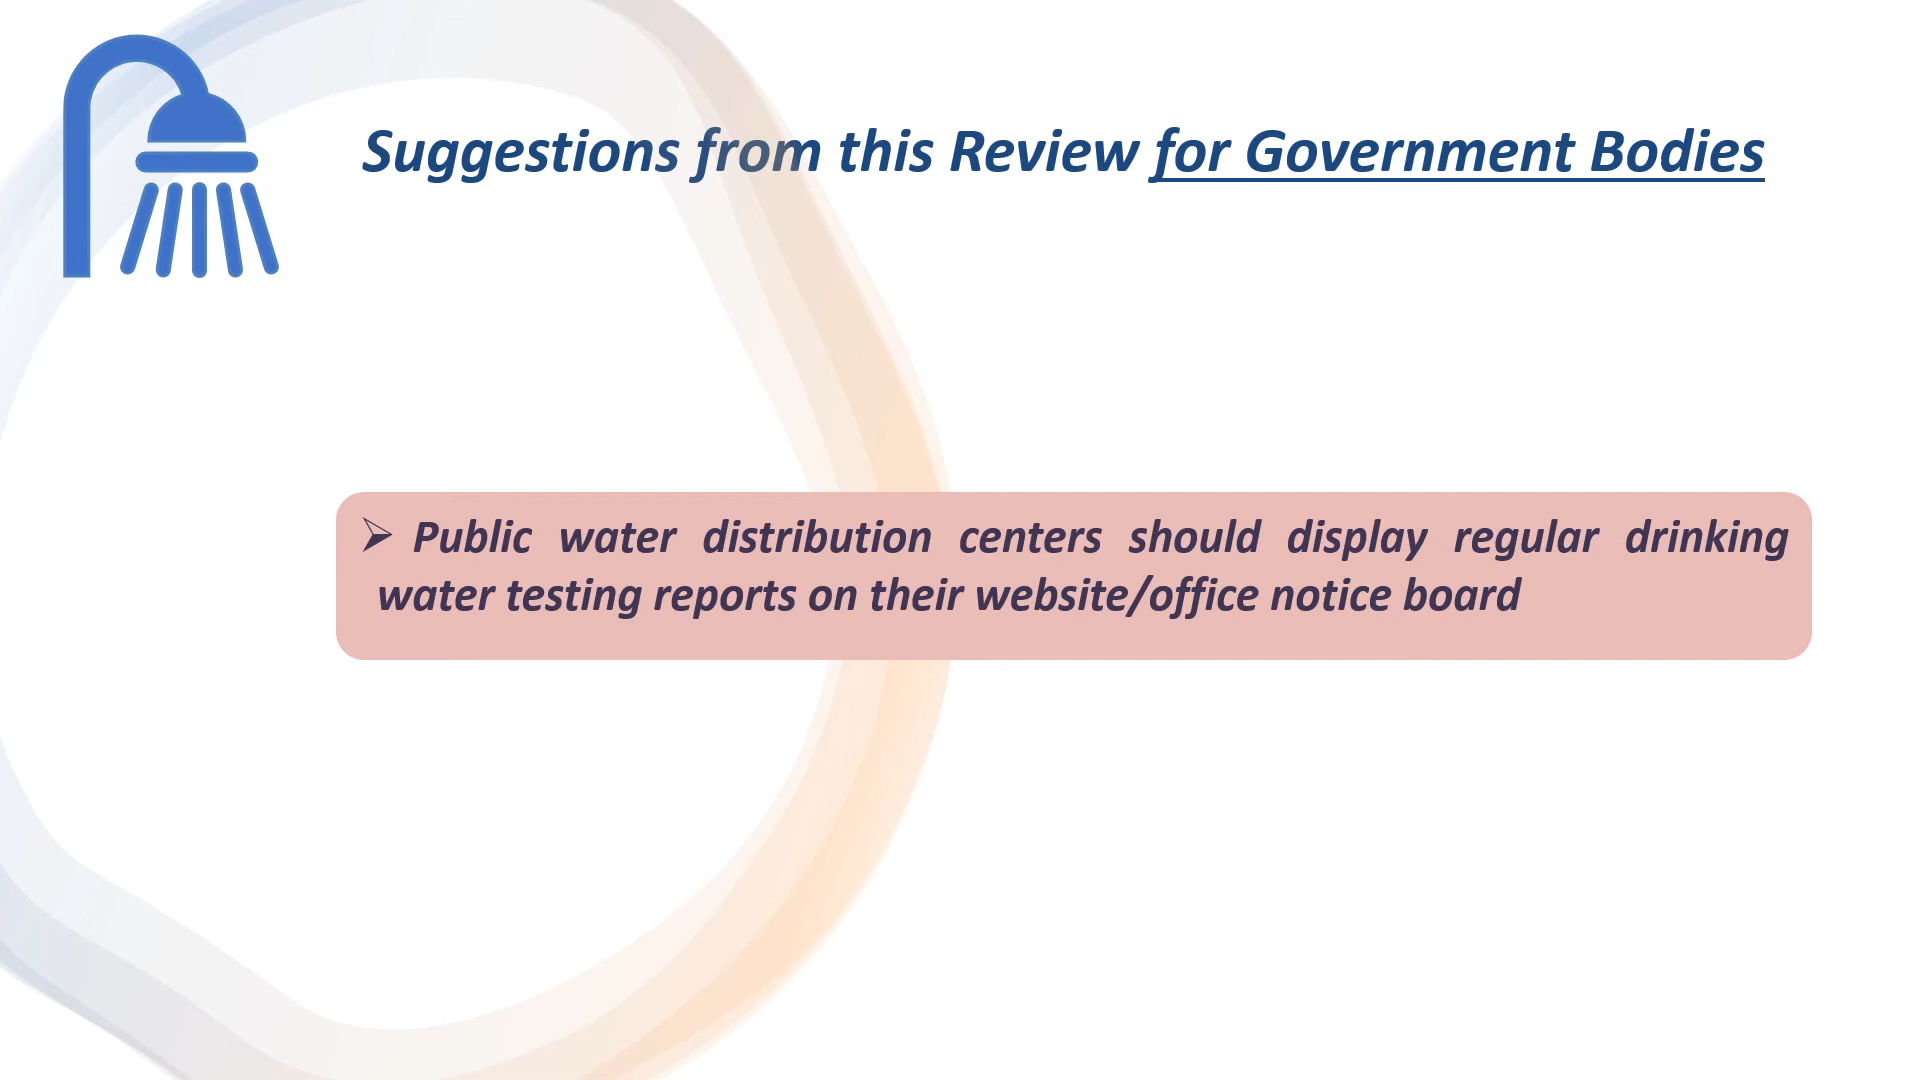 Suggestions from this Review for Government Bodies
➢ Public water distribution centers should display regular drinking
water testing reports on their website/office notice board